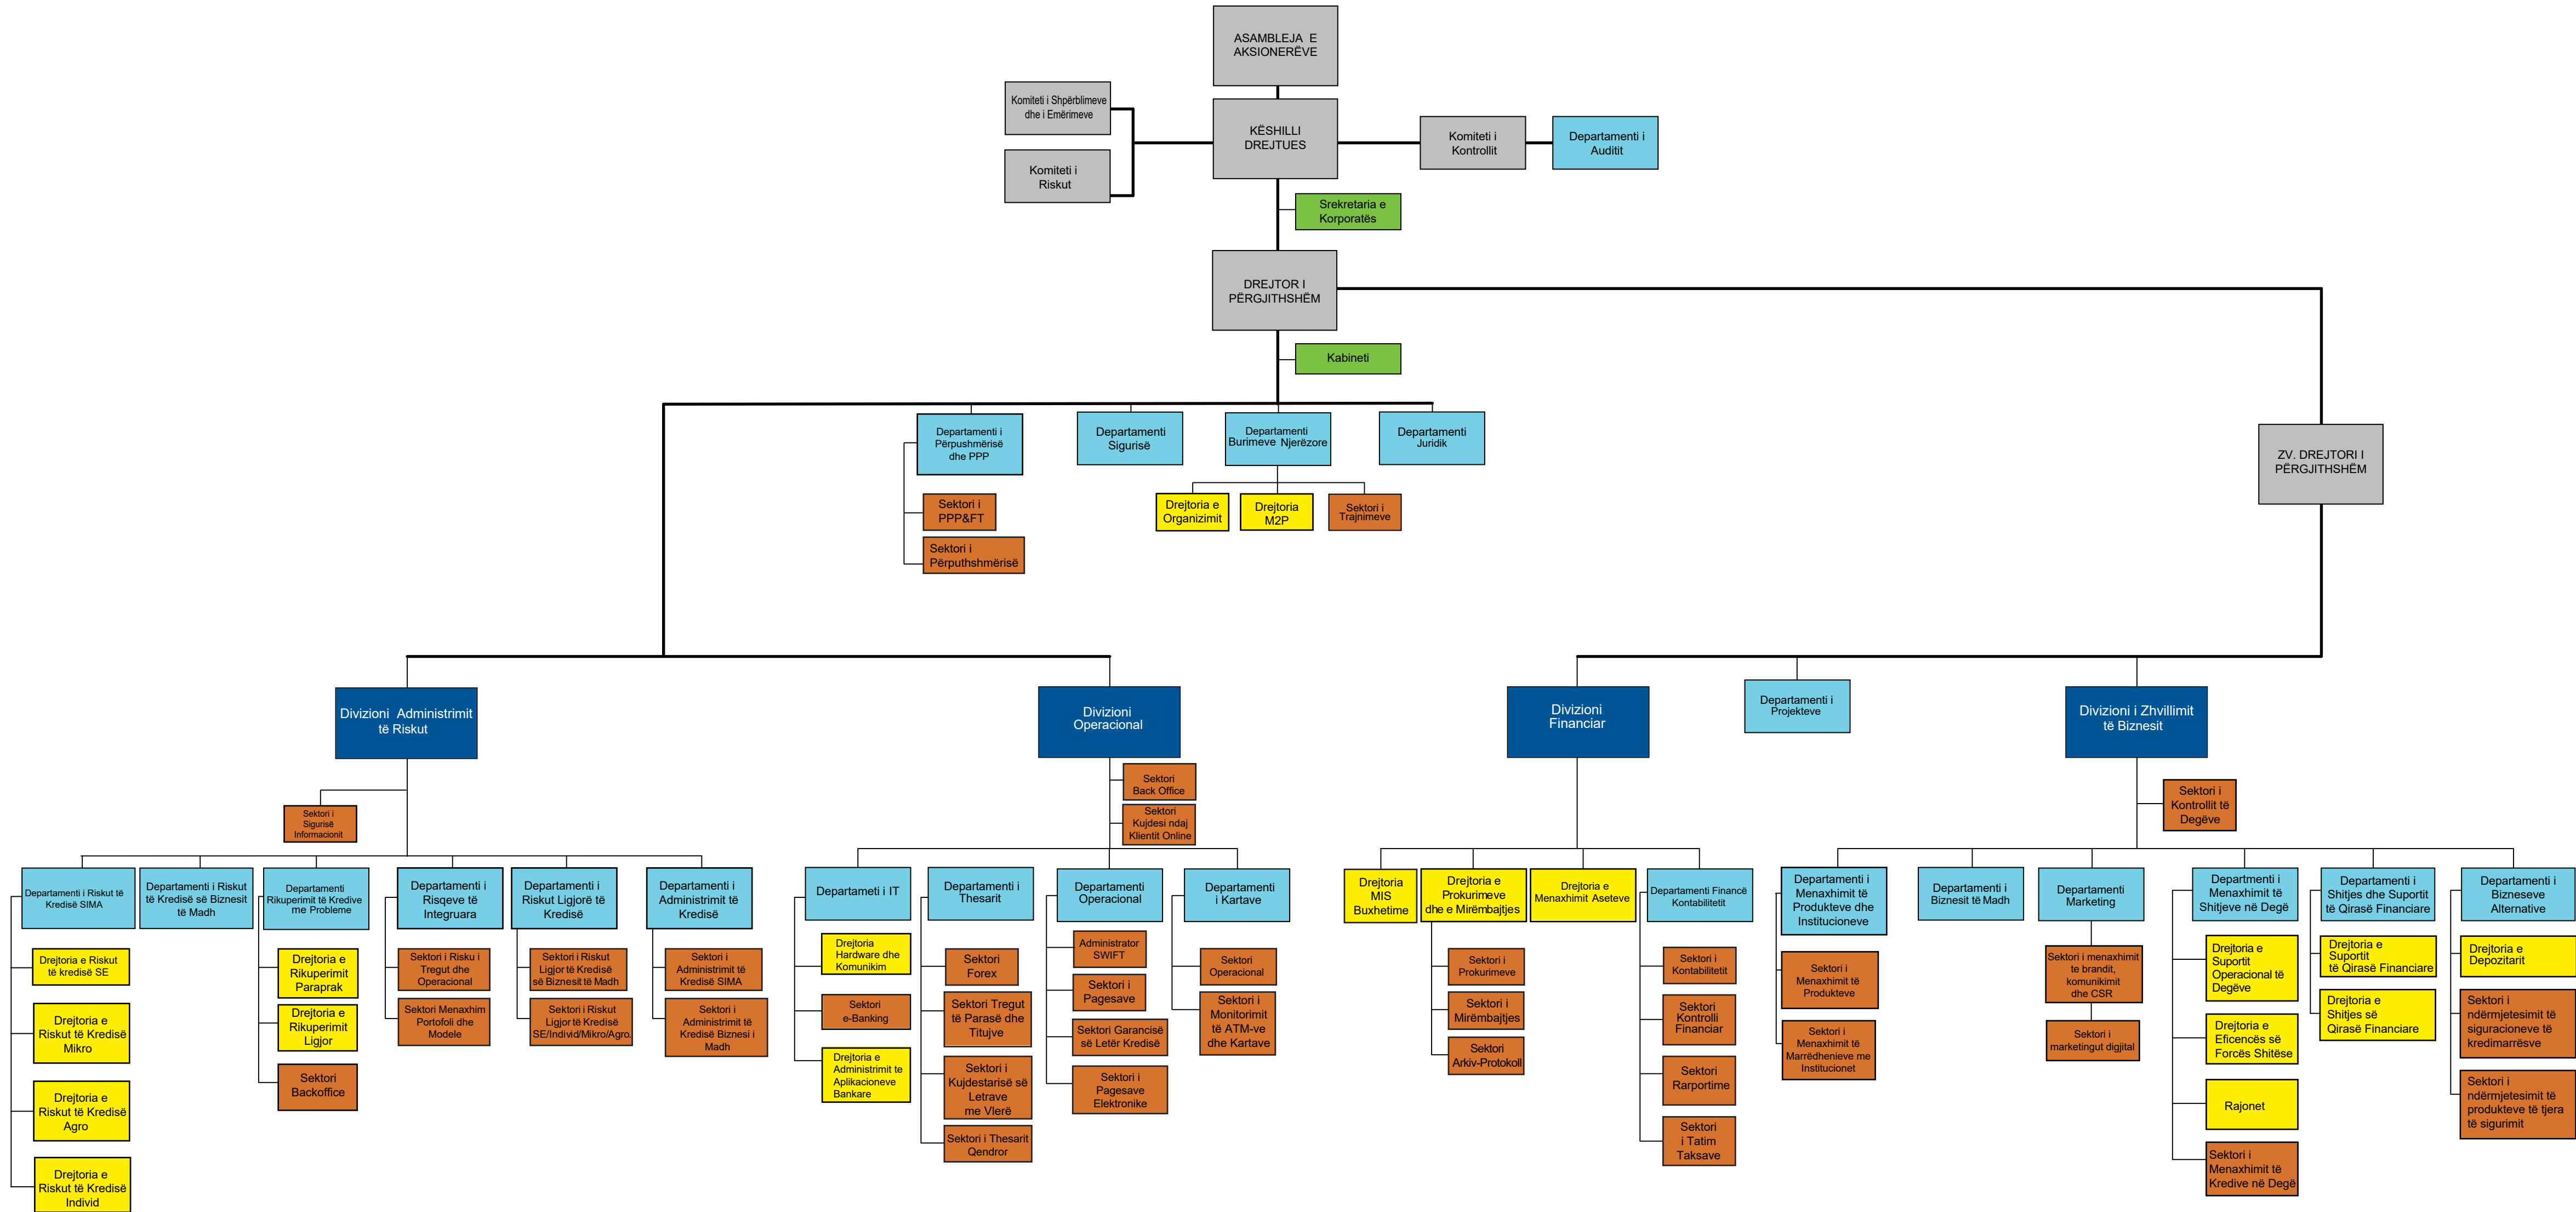 ASAMBLEJA E
AKSIONERËVE
Komiteti i Shpërblimeve
dhe i Emërimeve
KËSHILLI
DREJTUES
Komiteti i
Kontrollit
Departamenti i
Auditit
Komiteti i
Riskut
Srekretaria e
Korporatës
DREJTOR I
PËRGJITHSHËM
Kabineti
Departamenti i
Përpushmërisë
dhe PPP
Departamenti
Sigurisë
Departamenti
Burimeve Njerëzore
Departamenti
Juridik
ZV. DREJTORI I
PËRGJITHSHËM
Sektori i
PPP&FT
Sektori i
Përputhshmërisë
Drejtoria e
Organizimit
Drejtoria
M2P
Sektori i
Trajnimeve
Divizioni Administrimit
të Riskut
Divizioni
Operacional
Divizioni
Financiar
Departamenti i
Projekteve
Divizioni i Zhvillimit
të Biznesit
Sektori i
Sigurisë
Informacionit
Sektori
Back Office
Sektori
Kujdesi ndaj
Klientit Online
Sektori i
Kontrollit të
Degëve
Departamenti i Riskut të
Kredisë SIMA
Departamenti i Riskut
të Kredisë së Biznesit
të Madh
Departamenti
Rikuperimit të Kredive
me Probleme
Departamenti i
Risqeve të
Integruara
Departamenti i
Riskut Ligjorë të
Kredisë
Departamenti i
Administrimit të
Kredisë
Departameti i IT
Departamenti i
Thesarit
Departamenti
Operacional
Departamenti
i Kartave
Drejtoria
MIS
Buxhetime
Drejtoria e
Prokurimeve
dhe e Mirëmbajtjes
Drejtoria e
Menaxhimit Aseteve
Departamenti Financë
Kontabilitetit
Departamenti i
Menaxhimit të
Produkteve dhe
Institucioneve
Departamenti i
Biznesit të Madh
Departamenti
Marketing
Departmenti i
Menaxhimit të
Shitjeve në Degë
Departamenti i
Shitjes dhe Suportit
të Qirasë Financiare
Departamenti i
Bizneseve
Alternative
Drejtoria e Riskut
të kredisë SE
Drejtoria e
Riskut të Kredisë
Mikro
Drejtoria e
Riskut të Kredisë
Agro
Drejtoria e
Riskut të Kredisë
Individ
Drejtoria e
Rikuperimit
Paraprak
Drejtoria e
Rikuperimit
Ligjor
Sektori
Backoffice
Sektori i Risku i
Tregut dhe
Operacional
Sektori Menaxhim
Portofoli dhe
Modele
Sektori i Riskut
Ligjor të Kredisë
së Biznesit të Madh
Sektori i Riskut
Ligjor të Kredisë
SE/Individ/Mikro/Agro.
Sektori i
Administrimit të
Kredisë SIMA
Sektori i
Administrimit të
Kredisë Biznesi i
Madh
Drejtoria
Hardware dhe
Komunikim
Sektori
e-Banking
Drejtoria e
Administrimit te
Aplikacioneve
Bankare
Sektori
Forex
Sektori Tregut
të Parasë dhe
Titujve
Sektori i
Kujdestarisë së
Letrave
me Vlerë
Sektori i Thesarit
Qendror
Administrator
SWIFT
Sektori i
Pagesave
Sektori Garancisë
së Letër Kredisë
Sektori i
Pagesave
Elektronike
Sektori
Operacional
Sektori i
Monitorimit
të ATM-ve
dhe Kartave
Sektori i
Prokurimeve
Sektori i
Mirëmbajtjes
Sektori
Arkiv-Protokoll
Sektori i
Kontabilitetit
Sektori
Kontrolli
Financiar
Sektori
Rarportime
Sektori
i Tatim
Taksave
Sektori i
Menaxhimit të
Produkteve
Sektori i
Menaxhimit të
Marrëdhenieve me
Institucionet
Sektori i menaxhimit
te brandit,
komunikimit
dhe CSR
Sektori i
marketingut digjital
Drejtoria e
Suportit
Operacional të
Degëve
Drejtoria e
Eficencës së
Forcës Shitëse
Rajonet
Sektori i
Menaxhimit të
Kredive në Degë
Drejtoria e
Suportit
të Qirasë Financiare
Drejtoria e
Shitjes së
Qirasë Financiare
Drejtoria e
Depozitarit
Sektori i
ndërmjetesimit të
siguracioneve të
kredimarrësve
Sektori i
ndërmjetesimit të
produkteve të tjera
të sigurimit